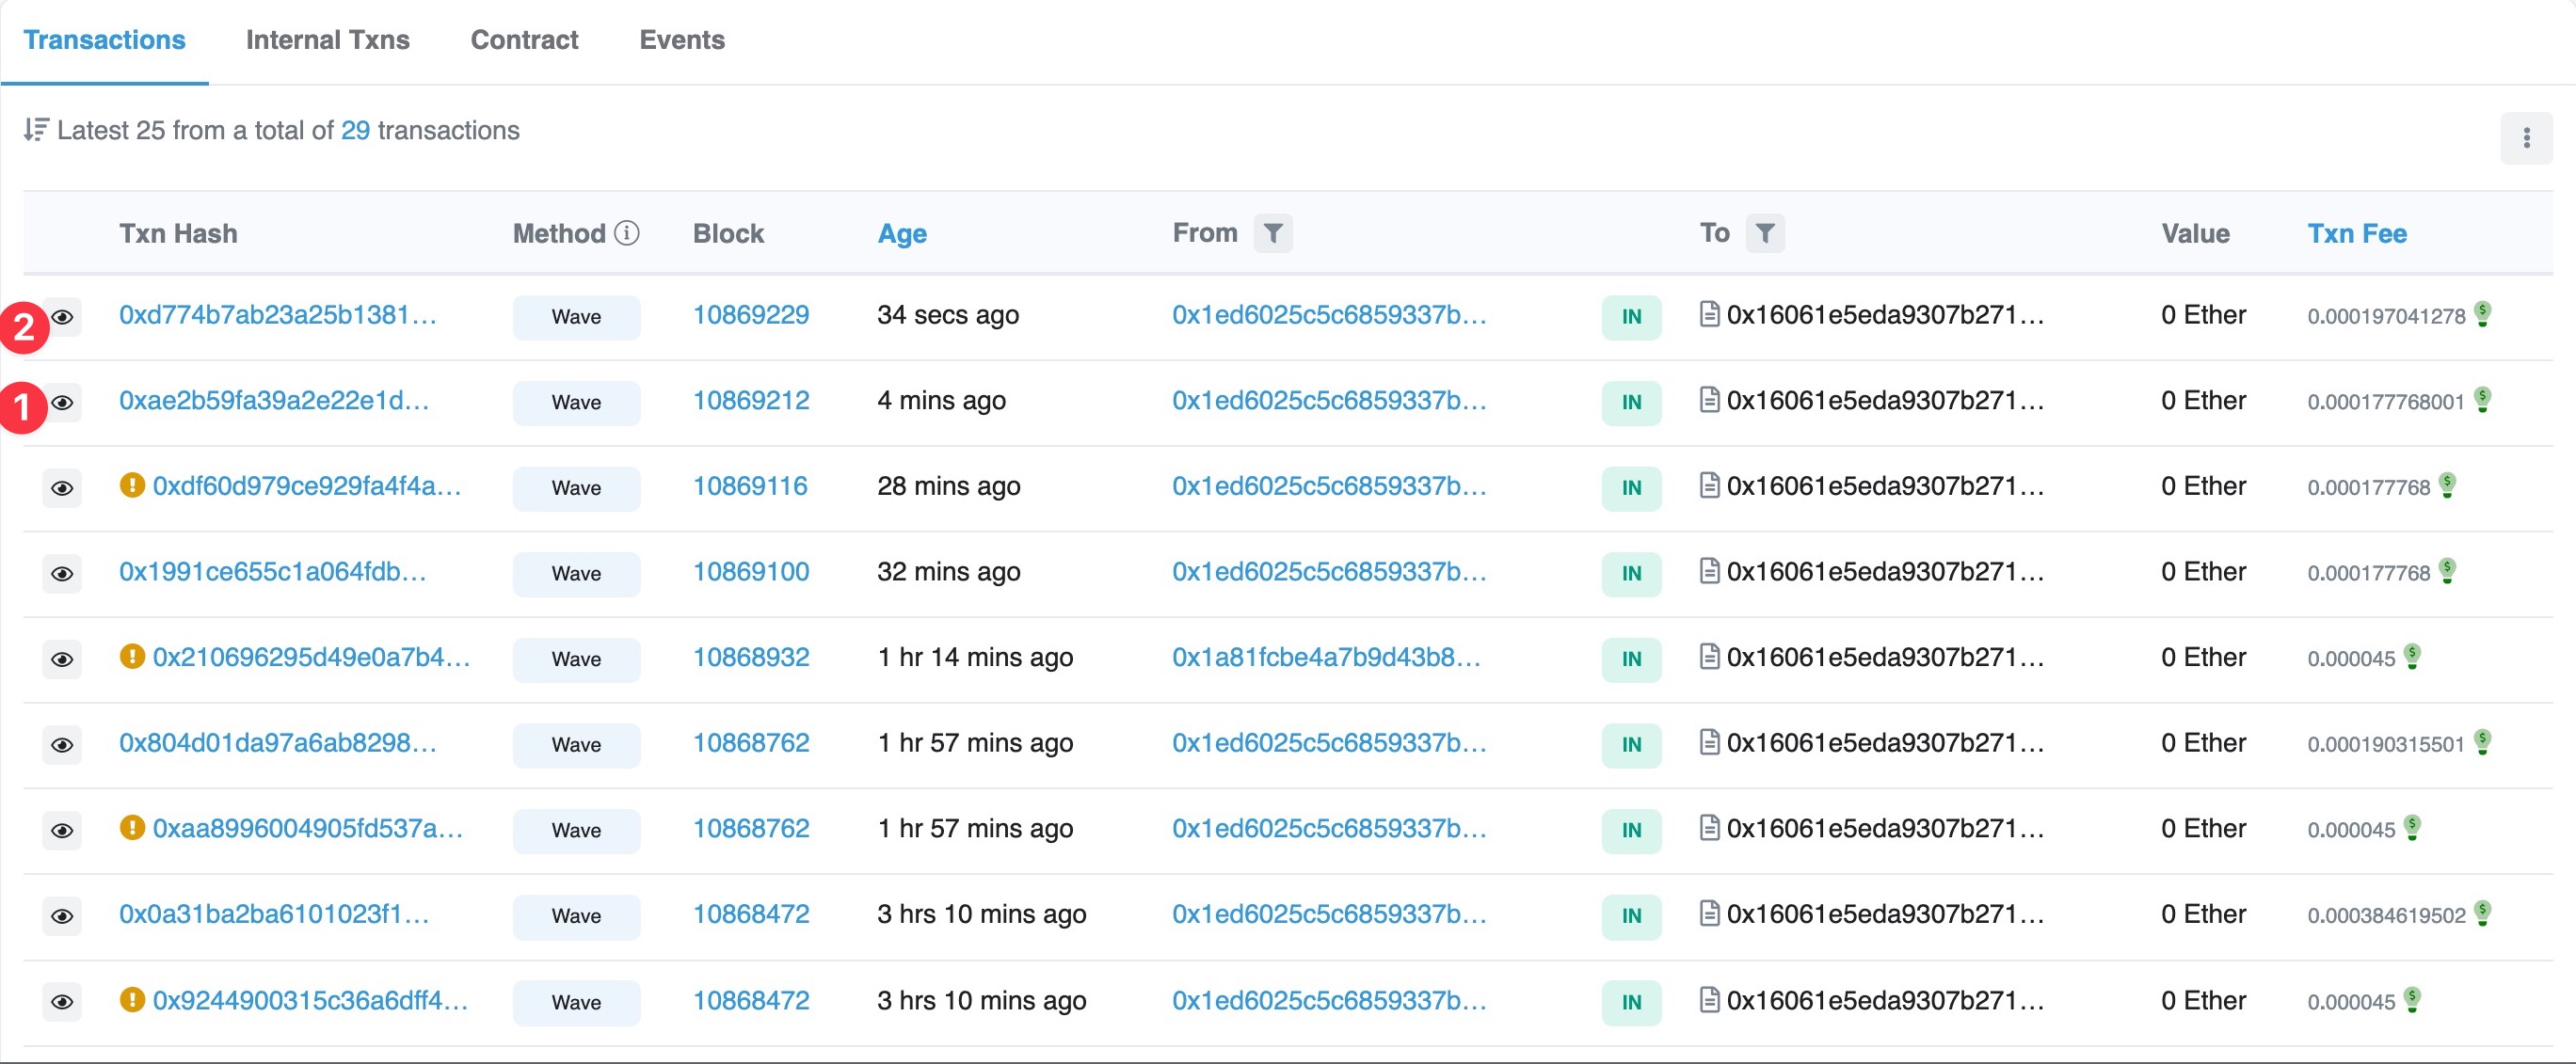 Transactions Internal Txns Contract Events
Latest 25 from a total of 29 transactions
Txn Hash Method Block Age From To Value Txn Fee
2 0xd774b7ab23a25b1381... Wave 10869229 34 secs ago 0x1ed6025c5c6859337b... IN 0x16061e5eda9307b271... 0 Ether 0.000197041278
1 0xae2b59fa39a2e22e1d... Wave 10869212 4 mins ago 0x1ed6025c5c6859337b... IN 0x16061e5eda9307b271... 0 Ether 0.000177768001
0xdf60d979ce929fa4f4a... Wave 10869116 28 mins ago 0x1ed6025c5c6859337b... IN 0x16061e5eda9307b271... 0 Ether 0.000177768
0x1991ce655c1a064fdb... Wave 10869100 32 mins ago 0x1ed6025c5c6859337b... IN 0x16061e5eda9307b271... 0 Ether 0.000177768
0x210696295d49e0a7b4... Wave 10868932 1 hr 14 mins ago 0x1a81fcbe4a7b9d43b8... IN 0x16061e5eda9307b271... 0 Ether 0.000045
0x804d01da97a6ab8298... Wave 10868762 1 hr 57 mins ago 0x1ed6025c5c6859337b... IN 0x16061e5eda9307b271... 0 Ether 0.000190315501
0xaa8996004905fd537a... Wave 10868762 1 hr 57 mins ago 0x1ed6025c5c6859337b... IN 0x16061e5eda9307b271... 0 Ether 0.000045
0x0a31ba2ba6101023f1... Wave 10868472 3 hrs 10 mins ago 0x1ed6025c5c6859337b... IN 0x16061e5eda9307b271... 0 Ether 0.000384619502
0x9244900315c36a6dff4... Wave 10868472 3 hrs 10 mins ago 0x1ed6025c5c6859337b... IN 0x16061e5eda9307b271... 0 Ether 0.000045